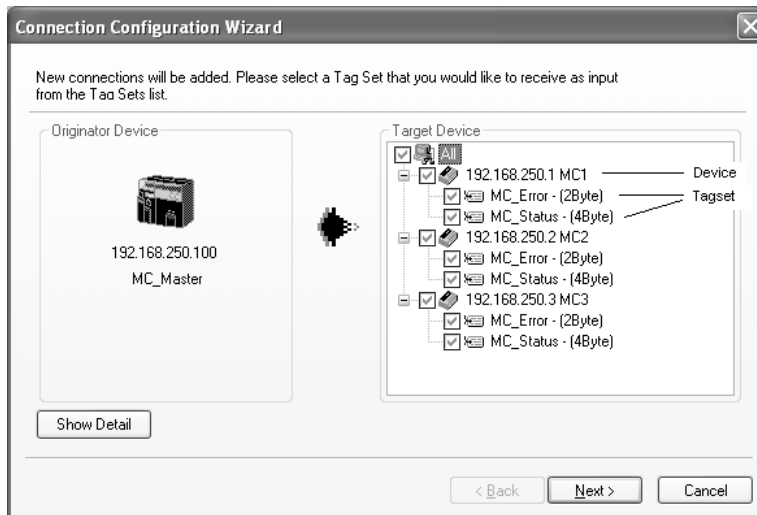 Connection Configuration Wizard
New connections will be added. Please select a Tag Set that you would like to receive as input
from the Tag Sets list.
Originator Device
192.168.250.100
MC_Master
Target Device
All
192.168.250.1 MC1
Device
MC_Error - (2Byte)
Tagset
MC_Status - (4Byte)
192.168.250.2 MC2
MC_Error - (2Byte)
MC_Status - (4Byte)
192.168.250.3 MC3
MC_Error - (2Byte)
MC_Status - (4Byte)
Show Detail
< Back
Next >
Cancel